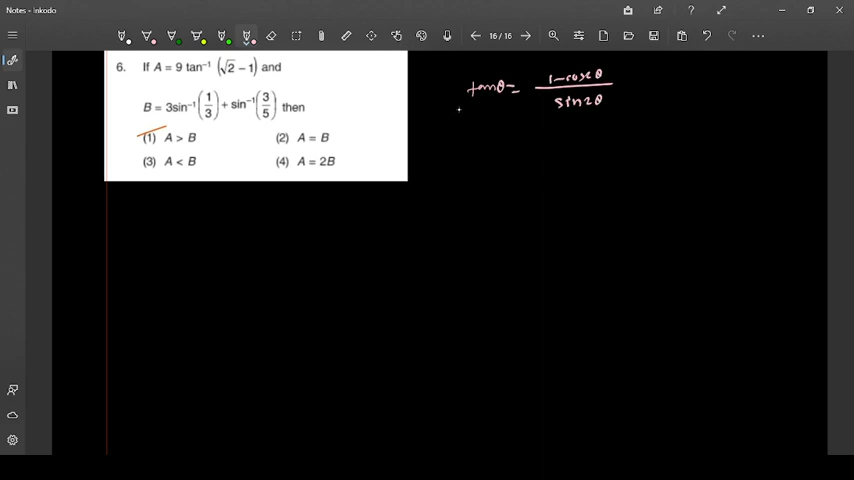 Notes - Inkodo
16/16
6. If A = 9 tan⁻¹ (√2 − 1) and
B = 3sin⁻¹(1/3) + sin⁻¹(3/5) then
(1) A > B (2) A = B
(3) A < B (4) A = 2B
tanθ = (1−cos2θ)/(sin2θ)